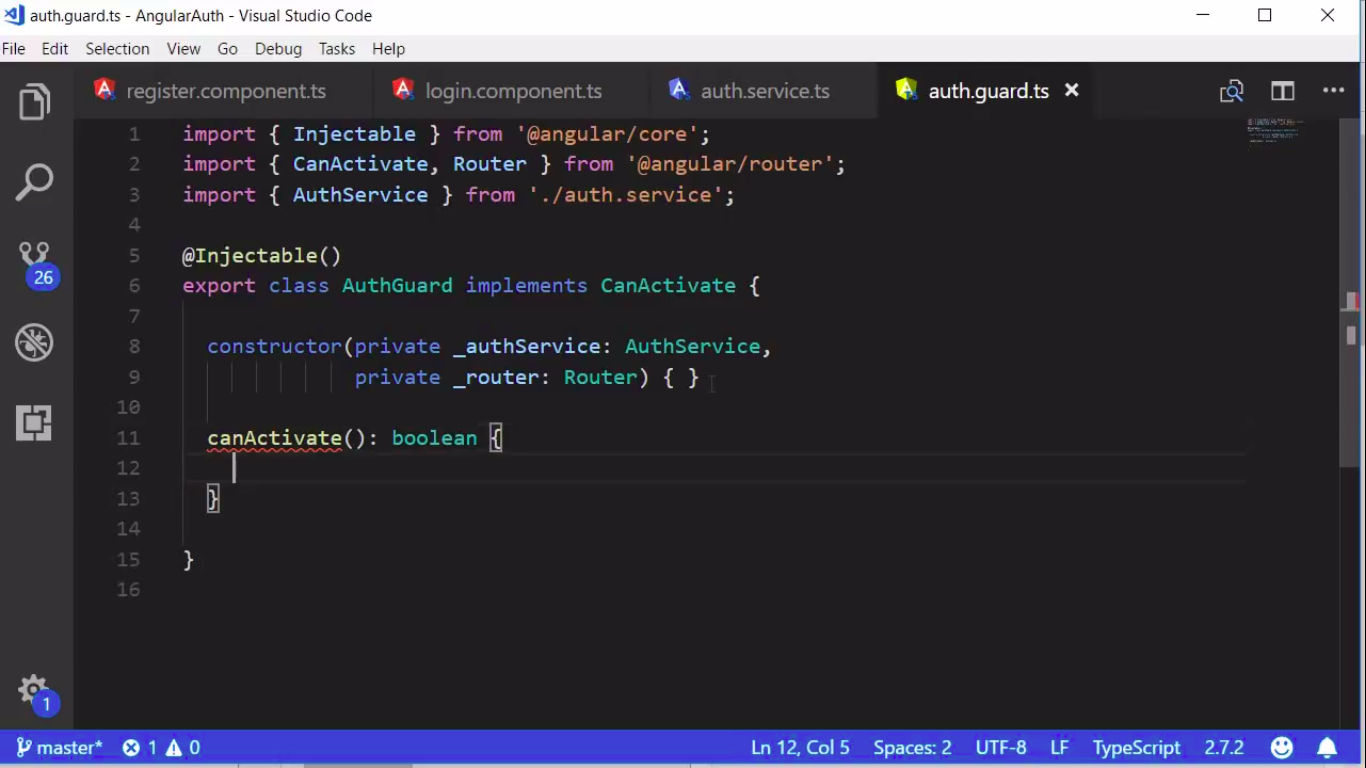 auth.guard.ts - AngularAuth - Visual Studio Code
File Edit Selection View Go Debug Tasks Help
register.component.ts login.component.ts auth.service.ts auth.guard.ts
1 import { Injectable } from '@angular/core';
2 import { CanActivate, Router } from '@angular/router';
3 import { AuthService } from './auth.service';
4
5 @Injectable()
6 export class AuthGuard implements CanActivate {
7
8 constructor(private _authService: AuthService,
9 private _router: Router) { }
10
11 canActivate(): boolean {
12
13 }
14
15 }
16
26
1
master* 1 0 Ln 12, Col 5 Spaces: 2 UTF-8 LF TypeScript 2.7.2